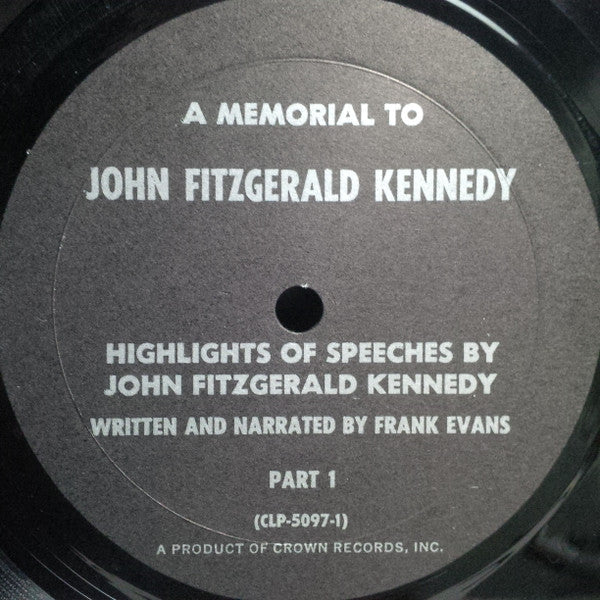 A MEMORIAL TO
JOHN FITZGERALD KENNEDY
HIGHLIGHTS OF SPEECHES BY
JOHN FITZGERALD KENNEDY
WRITTEN AND NARRATED BY FRANK EVANS
PART 1
(CLP-5097-1)
A PRODUCT OF CROWN RECORDS, INC.